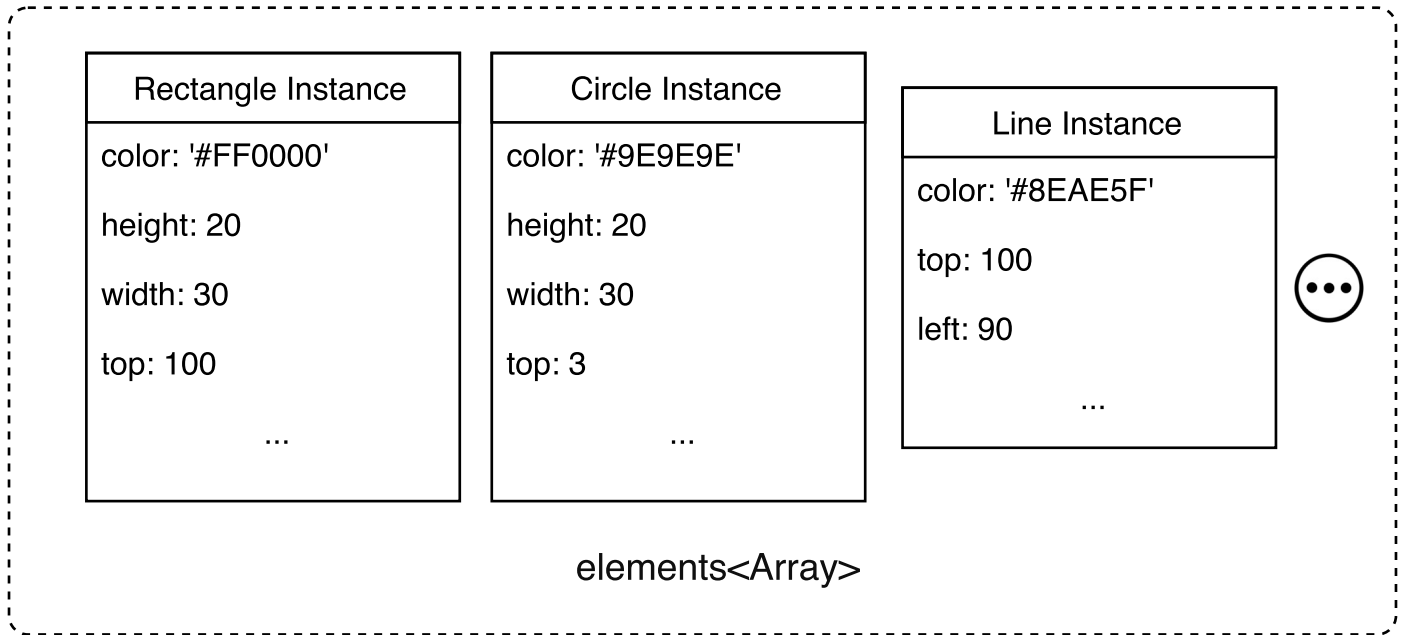 Rectangle Instance
color: '#FF0000'
height: 20
width: 30
top: 100
...
Circle Instance
color: '#9E9E9E'
height: 20
width: 30
top: 3
...
Line Instance
color: '#8EAE5F'
top: 100
left: 90
...
elements<Array>